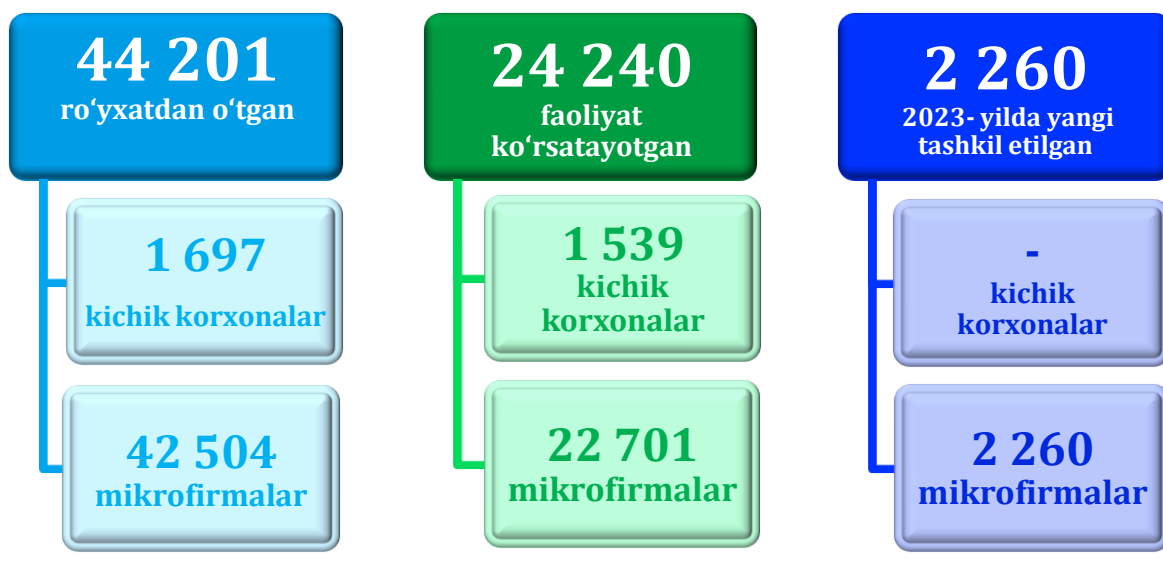 44 201
ro‘yxatdan o‘tgan
1 697
kichik korxonalar
42 504
mikrofirmalar
24 240
faoliyat
ko‘rsatayotgan
1 539
kichik
korxonalar
22 701
mikrofirmalar
2 260
2023- yilda yangi
tashkil etilgan
-
kichik
korxonalar
2 260
mikrofirmalar